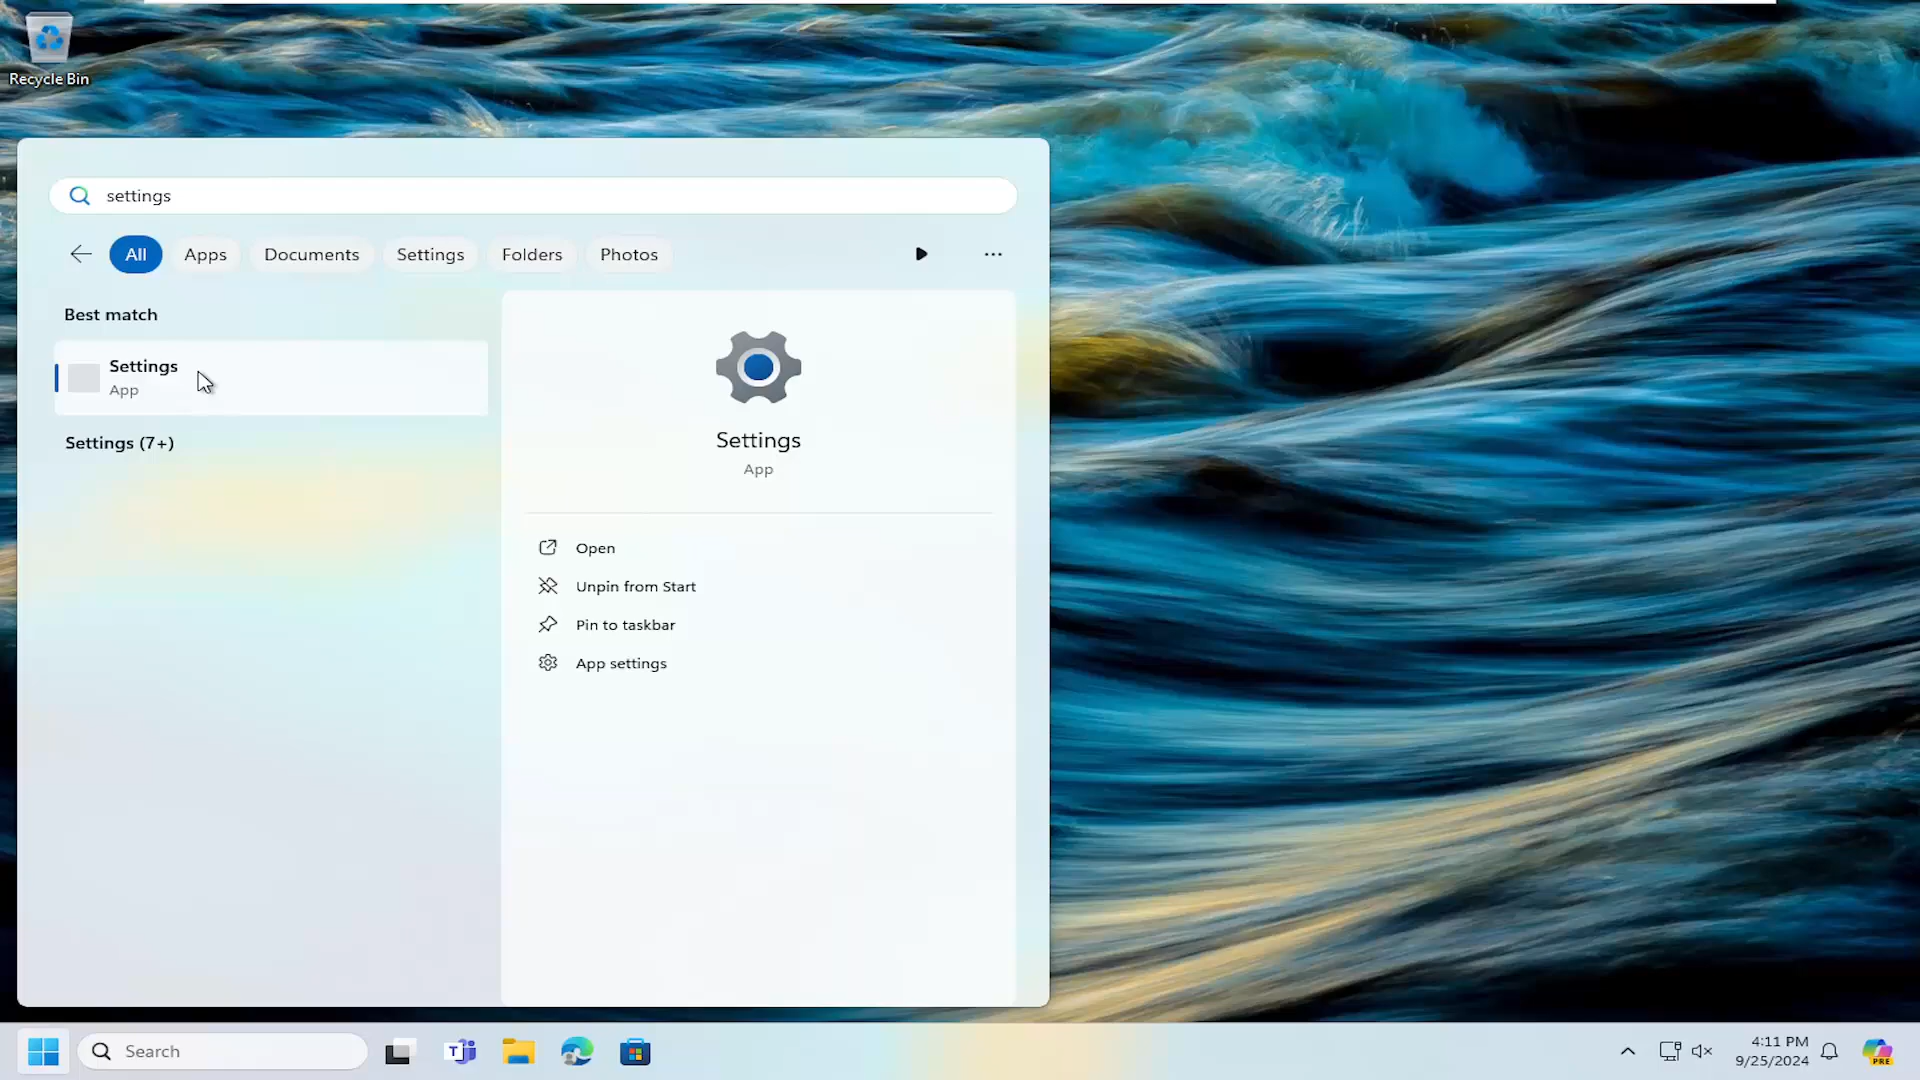 Recycle Bin
settings
All
Apps
Documents
Settings
Folders
Photos
Best match
Settings
App
Settings (7+)
Settings
App
Open
Unpin from Start
Pin to taskbar
App settings
Search
T
4:11 PM
9/25/2024
PRE